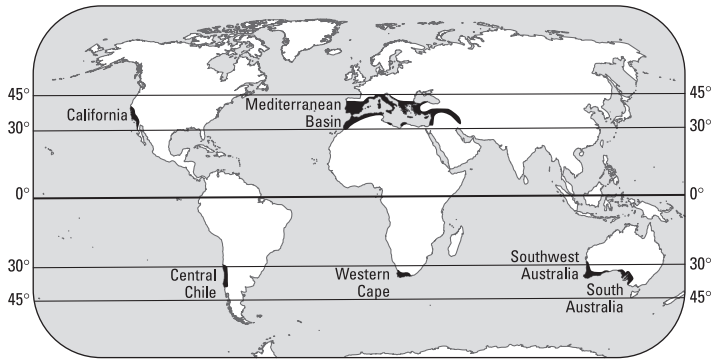 45°
45°
California
Mediterranean
Basin
30°
30°
0°
0°
30°
30°
Central
Chile
Western
Cape
Southwest
Australia
South
Australia
45°
45°